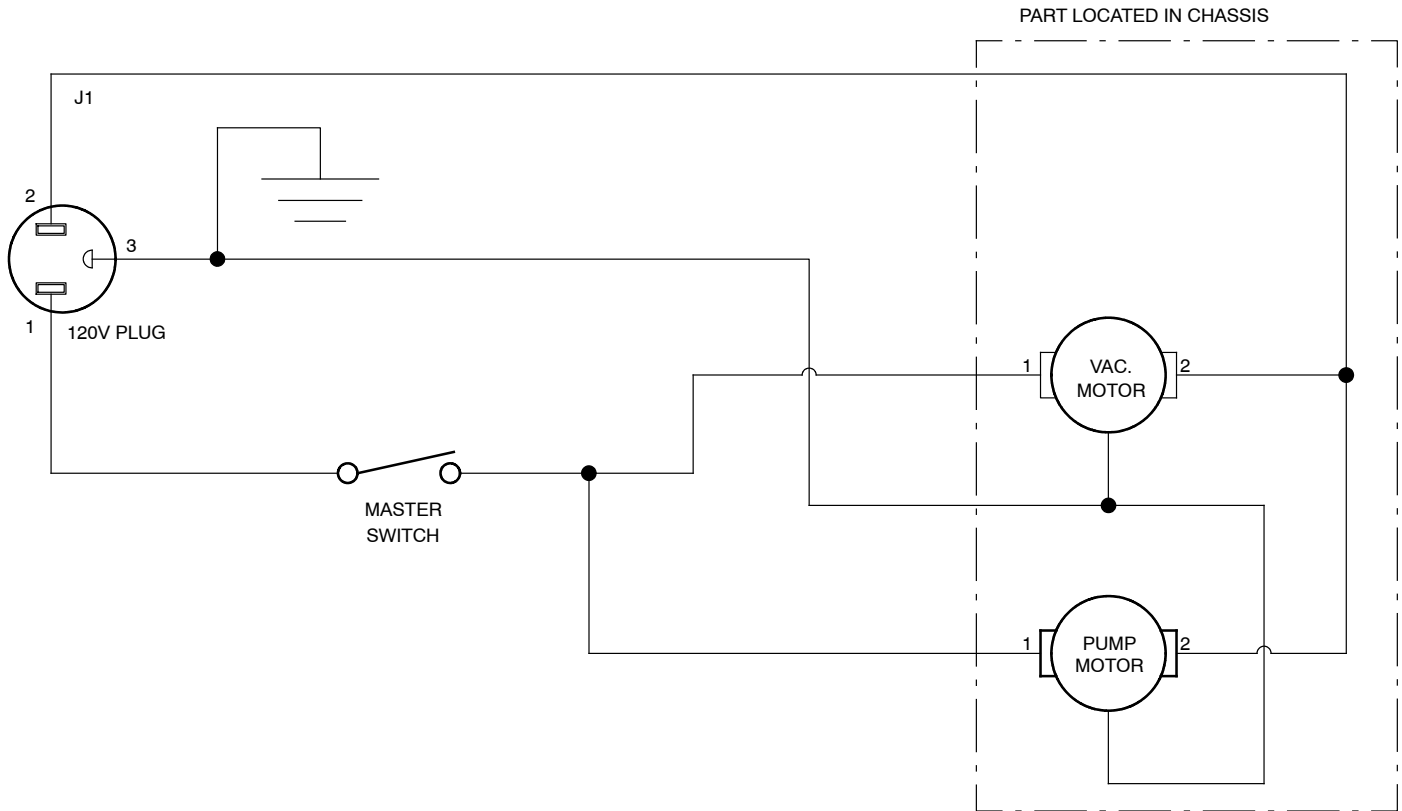 PART LOCATED IN CHASSIS
J1
2
3
1
120V PLUG
MASTER
SWITCH
1
VAC.
MOTOR
2
1
PUMP
MOTOR
2